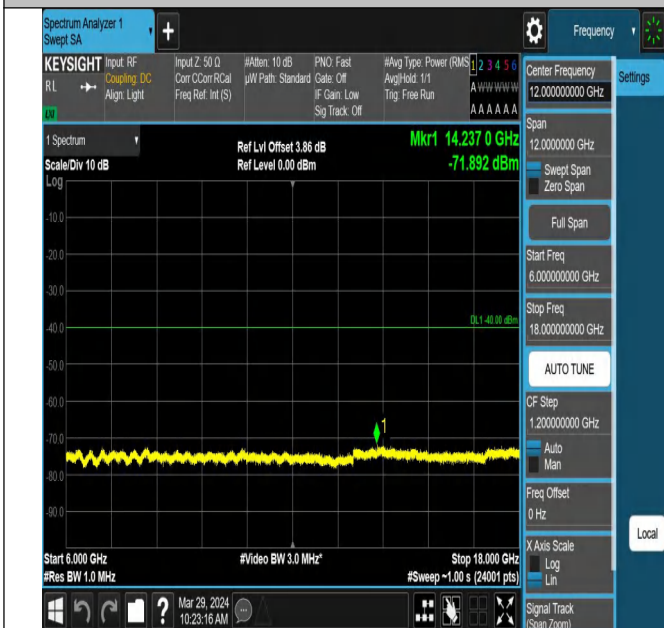 Spectrum Analyzer 1
Swept SA
+
Frequency
KEYSIGHT
RL
LXI
Input: RF
Coupling: DC
Align: Light
Input Z: 50 Ω
Corr CCorr RCal
Freq Ref: Int (S)
#Atten: 10 dB
µW Path: Standard
PNO: Fast
Gate: Off
IF Gain: Low
Sig Track: Off
#Avg Type: Power (RMS
Avg|Hold: 1/1
Trig: Free Run
1 2 3 4 5 6
A W W W W W
A A A A A A
1 Spectrum
Scale/Div 10 dB
Log
Ref Lvl Offset 3.86 dB
Ref Level 0.00 dBm
Mkr1 14.237 0 GHz
-71.892 dBm
-10.0
-20.0
-30.0
-40.0
-50.0
-60.0
-70.0
-80.0
-90.0
DL1 -40.00 dBm
1
Start 6.000 GHz
#Res BW 1.0 MHz
#Video BW 3.0 MHz*
Stop 18.000 GHz
#Sweep ~1.00 s (24001 pts)
?
Mar 29, 2024
10:23:16 AM
Center Frequency
12.000000000 GHz
Settings
Span
12.0000000 GHz
Swept Span
Zero Span
Full Span
Start Freq
6.000000000 GHz
Stop Freq
18.000000000 GHz
AUTO TUNE
CF Step
1.200000000 GHz
Auto
Man
Freq Offset
0 Hz
X Axis Scale
Log
Lin
Local
Signal Track
(Span Zoom)